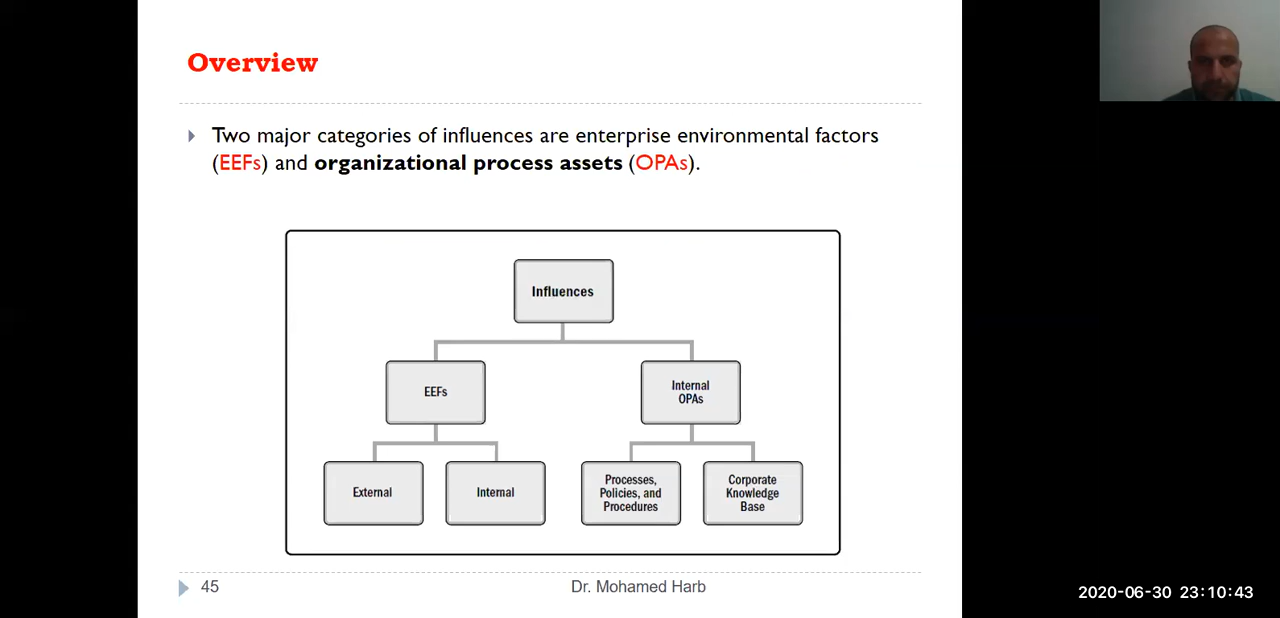 Overview
Two major categories of influences are enterprise environmental factors
(EEFs) and organizational process assets (OPAs).
Influences
EEFs
Internal
OPAs
External
Internal
Processes,
Policies, and
Procedures
Corporate
Knowledge
Base
45
Dr. Mohamed Harb
2020-06-30 23:10:43